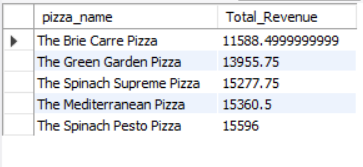 pizza_name Total_Revenue
The Brie Carre Pizza 11588.4999999999
The Green Garden Pizza 13955.75
The Spinach Supreme Pizza 15277.75
The Mediterranean Pizza 15360.5
The Spinach Pesto Pizza 15596